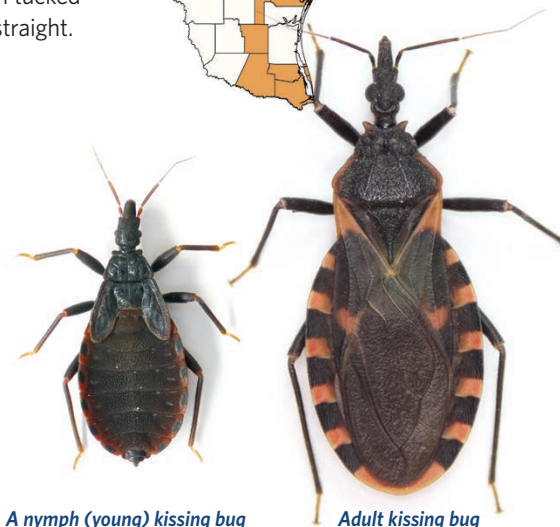 tucked
straight.
A nymph (young) kissing bug
Adult kissing bug